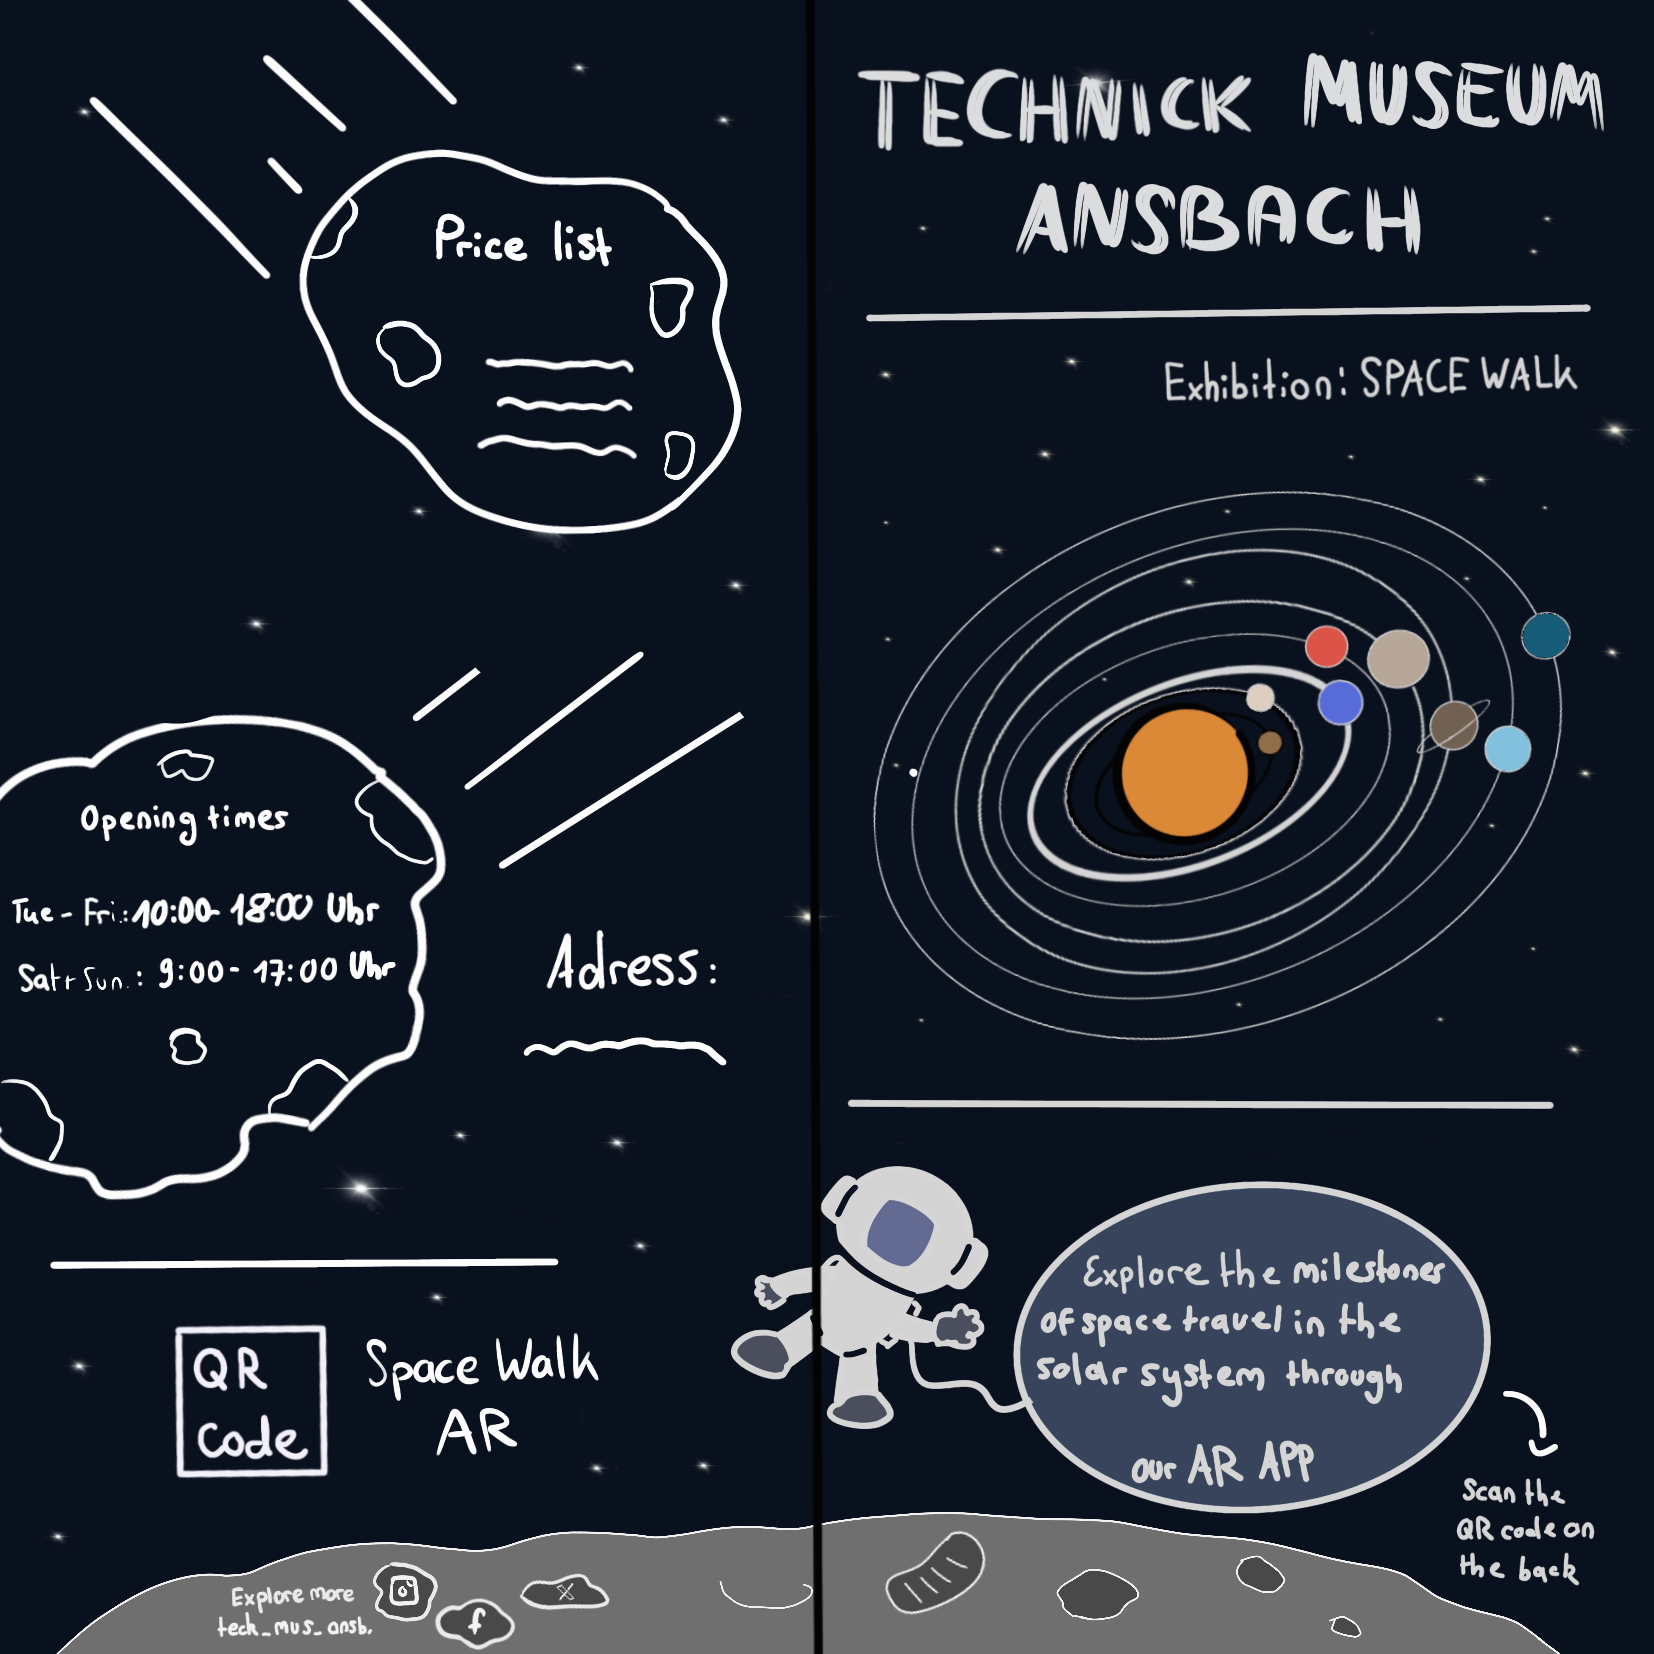 Price list
Opening times
Tue - Fri.: 10:00 - 18:00 Uhr
Sat + Sun.: 9:00 - 17:00 Uhr
Adress:
QR
Code
Space Walk
AR
Explore more
teck_mus_ansb.
f
X
TECHNICK MUSEUM
ANSBACH
Exhibition: SPACE WALK
Explore the milestones
of space travel in the
solar system through
our AR APP
Scan the
QR code on
the back